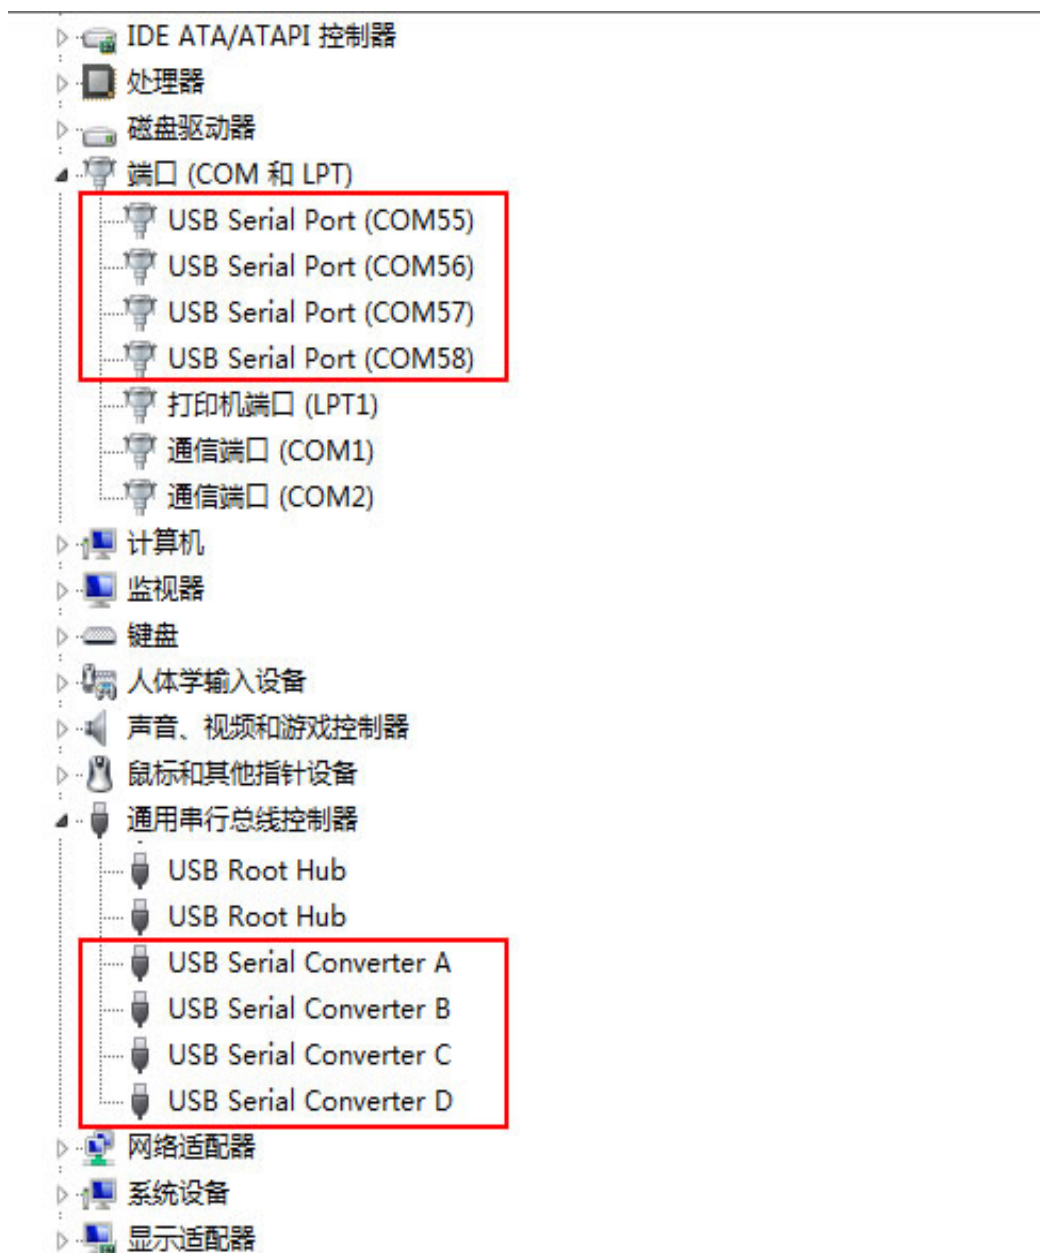 IDE ATA/ATAPI 控制器
处理器
磁盘驱动器
端口 (COM 和 LPT)
USB Serial Port (COM55)
USB Serial Port (COM56)
USB Serial Port (COM57)
USB Serial Port (COM58)
打印机端口 (LPT1)
通信端口 (COM1)
通信端口 (COM2)
计算机
监视器
键盘
人体学输入设备
声音、视频和游戏控制器
鼠标和其他指针设备
通用串行总线控制器
USB Root Hub
USB Root Hub
USB Serial Converter A
USB Serial Converter B
USB Serial Converter C
USB Serial Converter D
网络适配器
系统设备
显示适配器